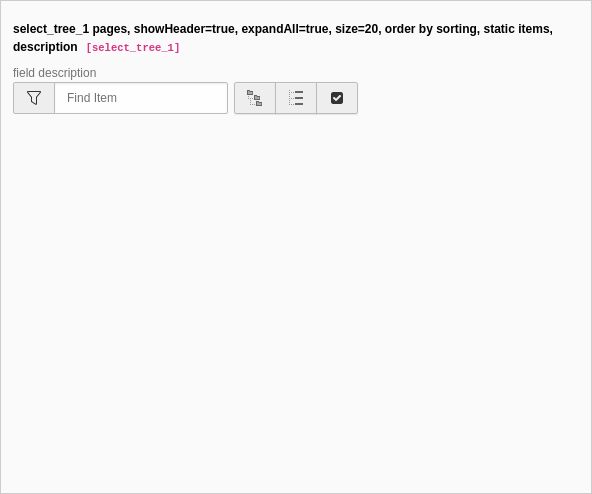 select_tree_1 pages, showHeader=true, expandAll=true, size=20, order by sorting, static items,
description [select_tree_1]
field description
Find Item